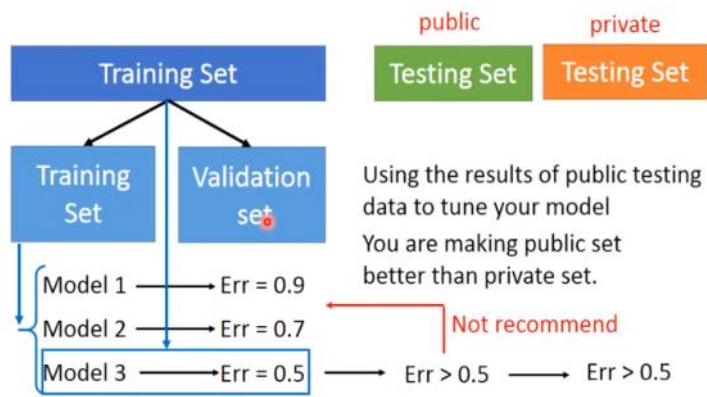 public
private
Training Set
Testing Set
Testing Set
Training
Set
Validation
set
Using the results of public testing
data to tune your model
You are making public set
better than private set.
Model 1
Err = 0.9
Model 2
Err = 0.7
Not recommend
Model 3
Err = 0.5
Err > 0.5
Err > 0.5